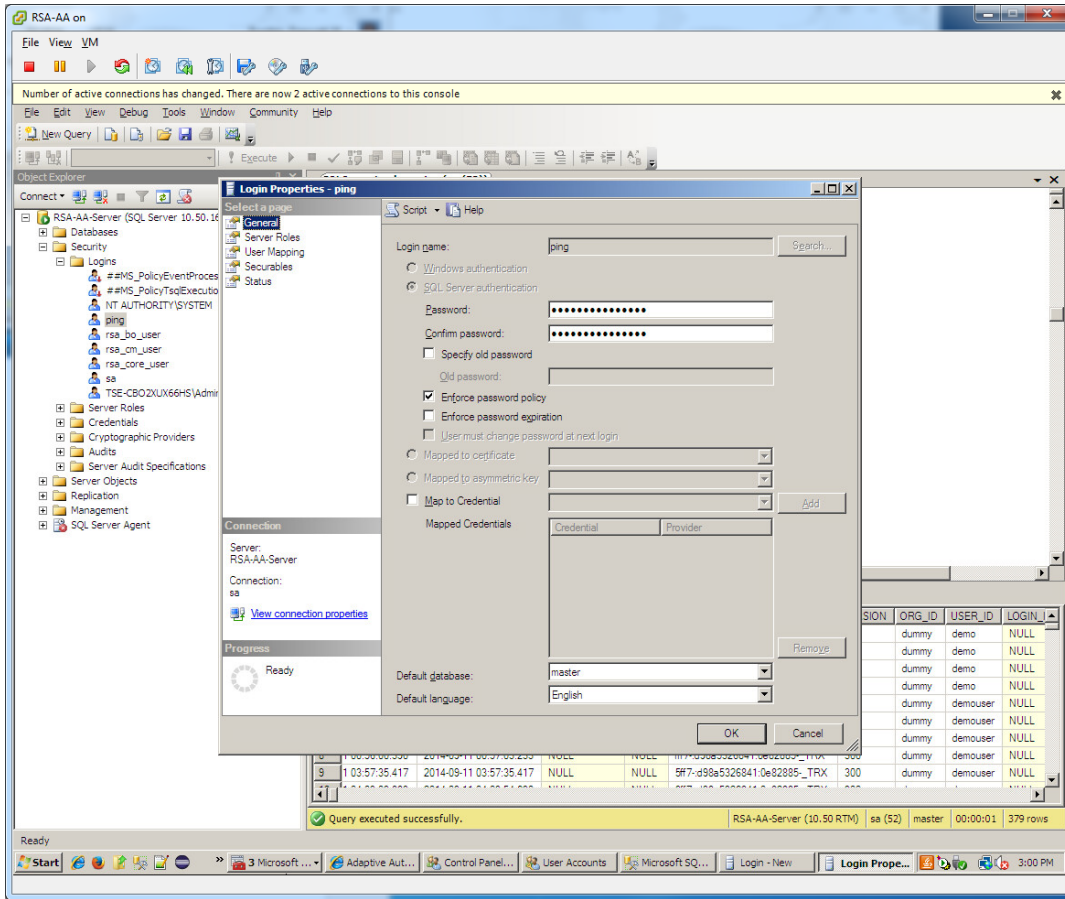 RSA-AA on
File View VM
Number of active connections has changed. There are now 2 active connections to this console
File Edit View Debug Tools Window Community Help
New Query
Execute
Object Explorer
Connect
RSA-AA-Server (SQL Server 10.50.16
Databases
Security
Logins
##MS_PolicyEventProces
##MS_PolicyTsqlExecutio
NT AUTHORITY\SYSTEM
ping
rsa_bo_user
rsa_cm_user
rsa_core_user
sa
TSE-CBO2XUX66HS\Admir
Server Roles
Credentials
Cryptographic Providers
Audits
Server Audit Specifications
Server Objects
Replication
Management
SQL Server Agent
Login Properties - ping
Select a page
General
Server Roles
User Mapping
Securables
Status
Connection
Server:
RSA-AA-Server
Connection:
sa
View connection properties
Progress
Ready
Script Help
Login name: ping Search...
Windows authentication
SQL Server authentication
Password: •••••••••••••••
Confirm password: •••••••••••••••
Specify old password
Old password:
Enforce password policy
Enforce password expiration
User must change password at next login
Mapped to certificate
Mapped to asymmetric key
Map to Credential Add
Mapped Credentials Credential Provider
Remove
Default database: master
Default language: English
OK Cancel
SION ORG_ID USER_ID LOGIN_
dummy demo NULL
dummy demo NULL
dummy demo NULL
dummy demo NULL
dummy demouser NULL
dummy demouser NULL
dummy demouser NULL
dummy demouser NULL
9 1 03:57:35.417 2014-09-11 03:57:35.417 NULL NULL 5ff7-:d98a5326841:0e82885-_TRX 300 dummy demouser NULL
Query executed successfully. RSA-AA-Server (10.50 RTM) sa (52) master 00:00:01 379 rows
Ready
Start 3 Microsoft ... Adaptive Aut... Control Panel... User Accounts Microsoft SQ... Login - New Login Prope... 3:00 PM